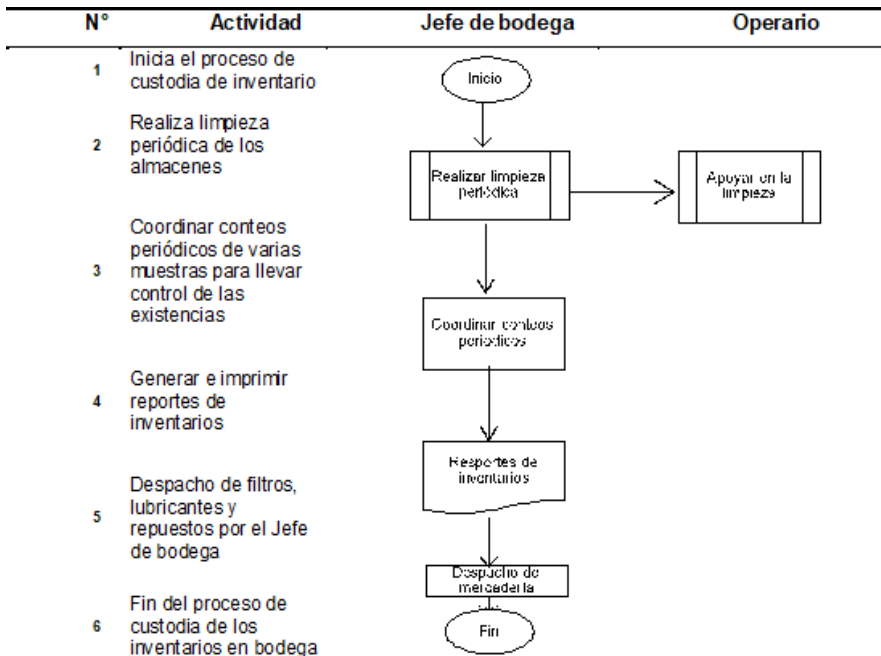 N° Actividad Jefe de bodega Operario
1 Inicia el proceso de
custodia de inventario
Inicio
2 Realiza limpieza
periódica de los
almacenes
Realizar limpieza
periódica
Apoyar en la
limpieza
3 Coordinar conteos
periódicos de varias
muestras para llevar
control de las
existencias
Coordinar conteos
periodicos
4 Generar e imprimir
reportes de
inventarios
Resportes de
inventarios
5 Despacho de filtros,
lubricantes y
repuestos por el Jefe
de bodega
Despacho de
mercadería
6 Fin del proceso de
custodia de los
inventarios en bodega
Fin